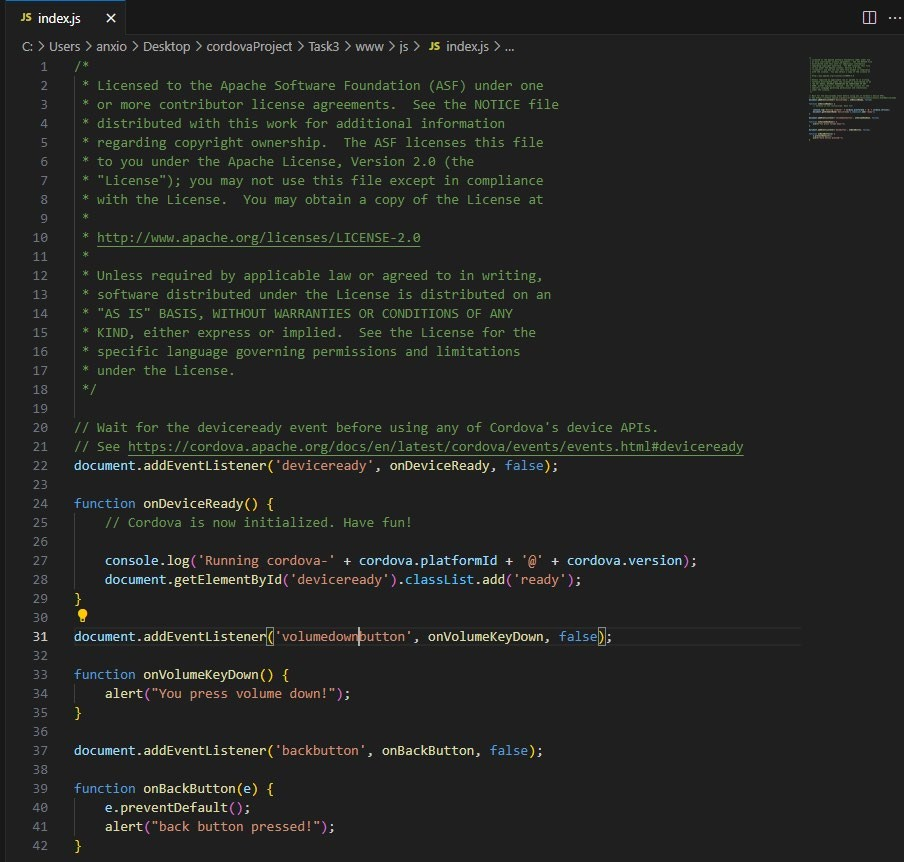 JS index.js ×
C: > Users > anxio > Desktop > cordovaProject > Task3 > www > js > JS index.js > ...
1 /*
2  * Licensed to the Apache Software Foundation (ASF) under one
3  * or more contributor license agreements.  See the NOTICE file
4  * distributed with this work for additional information
5  * regarding copyright ownership.  The ASF licenses this file
6  * to you under the Apache License, Version 2.0 (the
7  * "License"); you may not use this file except in compliance
8  * with the License.  You may obtain a copy of the License at
9  *
10  * http://www.apache.org/licenses/LICENSE-2.0
11  *
12  * Unless required by applicable law or agreed to in writing,
13  * software distributed under the License is distributed on an
14  * "AS IS" BASIS, WITHOUT WARRANTIES OR CONDITIONS OF ANY
15  * KIND, either express or implied.  See the License for the
16  * specific language governing permissions and limitations
17  * under the License.
18  */
19
20 // Wait for the deviceready event before using any of Cordova's device APIs.
21 // See https://cordova.apache.org/docs/en/latest/cordova/events/events.html#deviceready
22 document.addEventListener('deviceready', onDeviceReady, false);
23
24 function onDeviceReady() {
25     // Cordova is now initialized. Have fun!
26
27     console.log('Running cordova-' + cordova.platformId + '@' + cordova.version);
28     document.getElementById('deviceready').classList.add('ready');
29 }
30
31 document.addEventListener('volumedownbutton', onVolumeKeyDown, false);
32
33 function onVolumeKeyDown() {
34     alert("You press volume down!");
35 }
36
37 document.addEventListener('backbutton', onBackButton, false);
38
39 function onBackButton(e) {
40     e.preventDefault();
41     alert("back button pressed!");
42 }